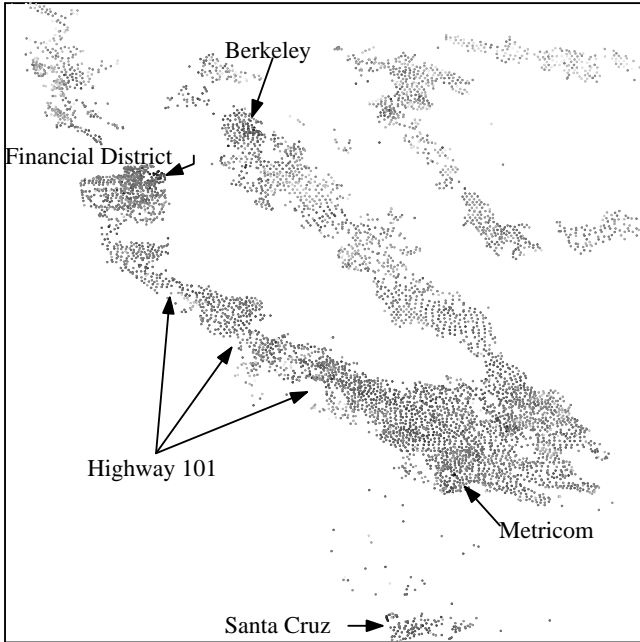 Berkeley
Financial District
Highway 101
Metricom
Santa Cruz